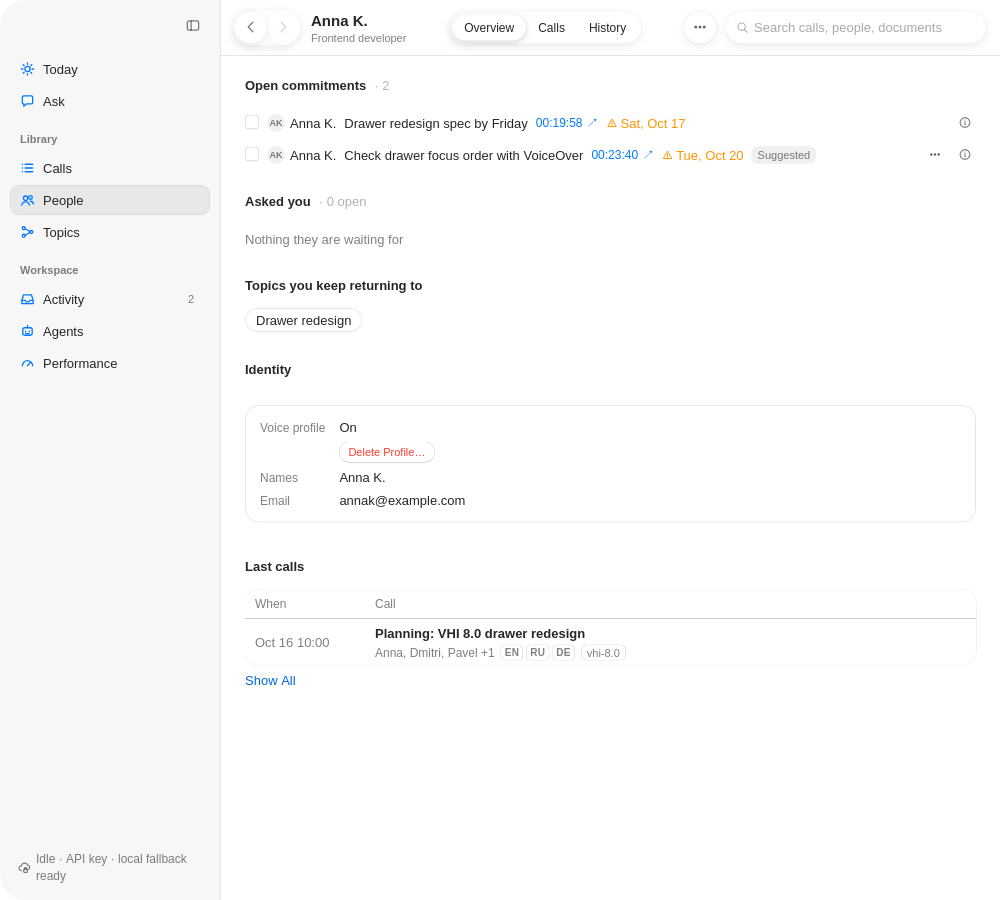 Anna K.
Frontend developer
Overview Calls History
Search calls, people, documents
Today
Ask
Library
Calls
People
Topics
Workspace
Activity 2
Agents
Performance
Idle · API key · local fallback
ready
Open commitments · 2
AK Anna K. Drawer redesign spec by Friday 00:19:58 Sat, Oct 17
AK Anna K. Check drawer focus order with VoiceOver 00:23:40 Tue, Oct 20 Suggested
Asked you · 0 open
Nothing they are waiting for
Topics you keep returning to
Drawer redesign
Identity
Voice profile On
Delete Profile…
Names Anna K.
Email annak@example.com
Last calls
When Call
Oct 16 10:00 Planning: VHI 8.0 drawer redesign
Anna, Dmitri, Pavel +1 EN RU DE vhi-8.0
Show All